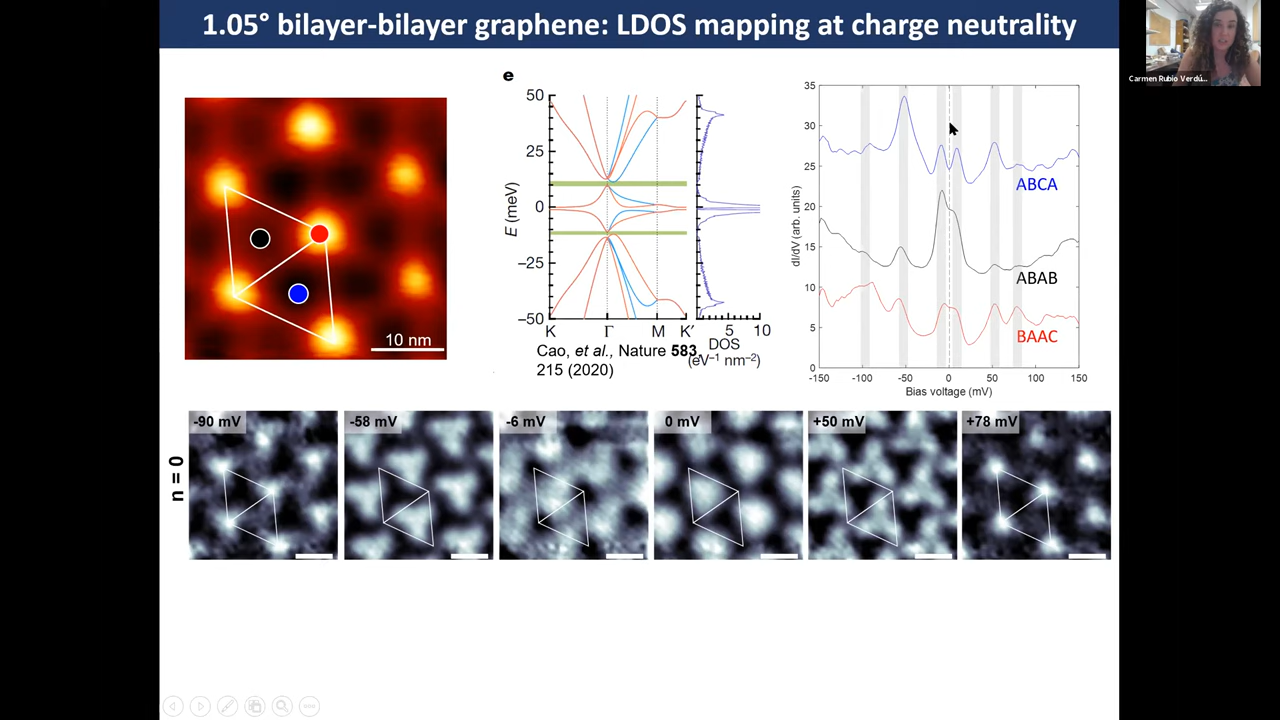 1.05° bilayer-bilayer graphene: LDOS mapping at charge neutrality
Carmen Rubio Verdú...
10 nm
e
50
25
0
−25
−50
E (meV)
K Γ M K′
5 10
DOS
(eV⁻¹ nm⁻²)
Cao, et al., Nature 583,
215 (2020)
35
30
25
20
15
10
5
0
dI/dV (arb. units)
ABCA
ABAB
BAAC
-150 -100 -50 0 50 100 150
Bias voltage (mV)
n = 0
-90 mV
-58 mV
-6 mV
0 mV
+50 mV
+78 mV